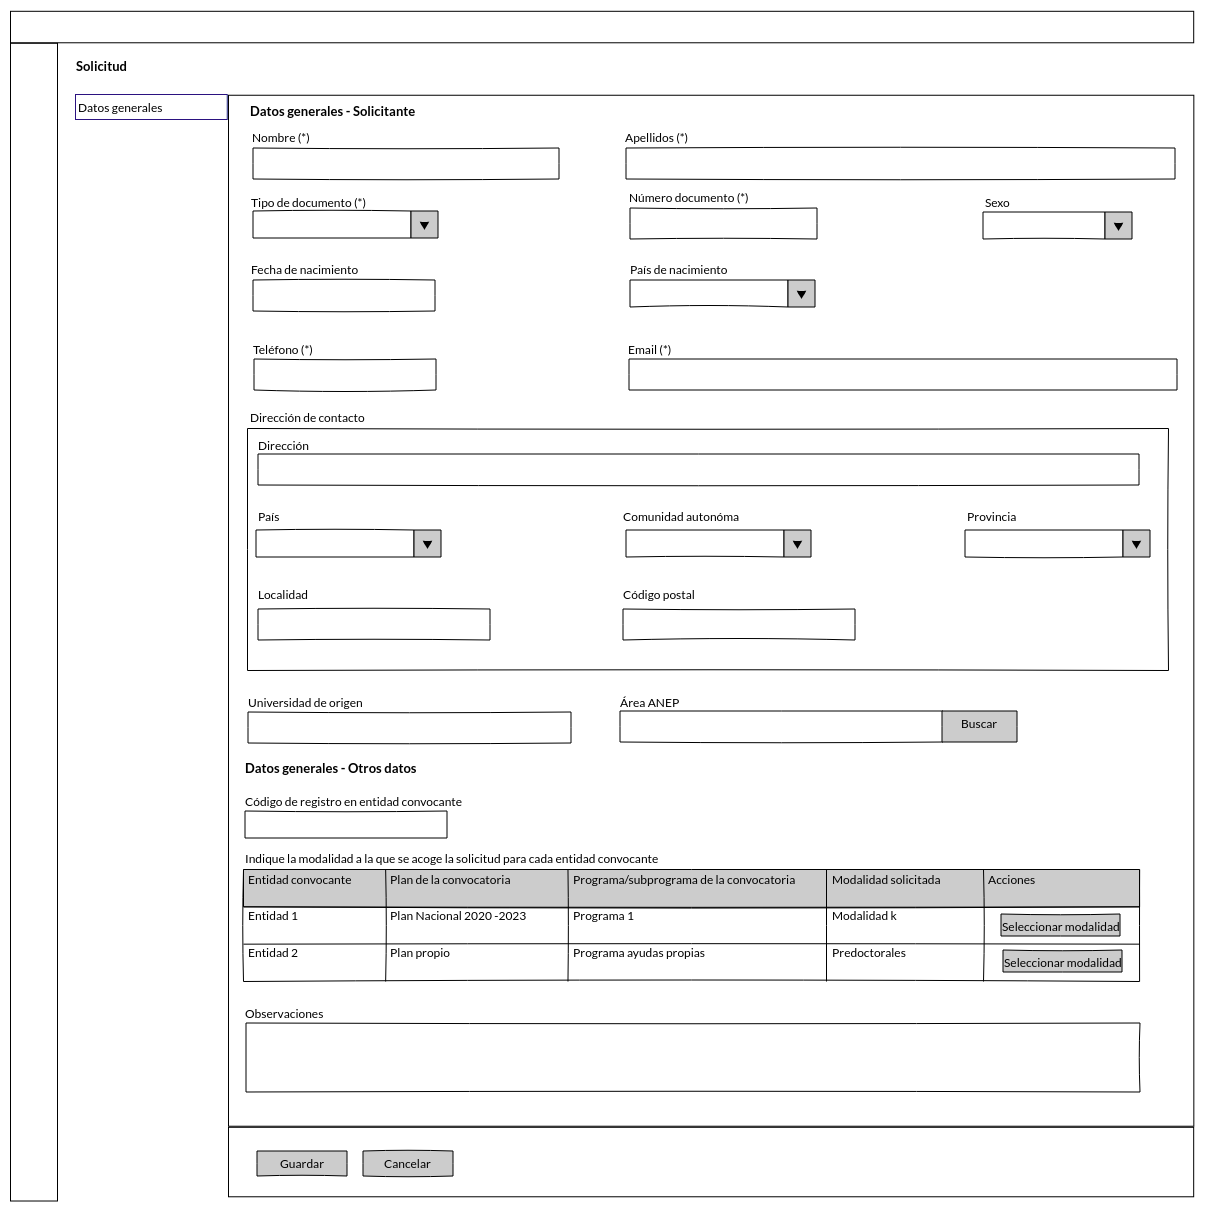 Solicitud
Datos generales
Datos generales - Solicitante
Nombre (*)
Apellidos (*)
Tipo de documento (*)
Número documento (*)
Sexo
Fecha de nacimiento
País de nacimiento
Teléfono (*)
Email (*)
Dirección de contacto
Dirección
País
Comunidad autonóma
Provincia
Localidad
Código postal
Universidad de origen
Área ANEP
Buscar
Datos generales - Otros datos
Código de registro en entidad convocante
Indique la modalidad a la que se acoge la solicitud para cada entidad convocante
Entidad convocante Plan de la convocatoria Programa/subprograma de la convocatoria Modalidad solicitada Acciones
Entidad 1 Plan Nacional 2020 -2023 Programa 1 Modalidad k Seleccionar modalidad
Entidad 2 Plan propio Programa ayudas propias Predoctorales Seleccionar modalidad
Observaciones
Guardar Cancelar